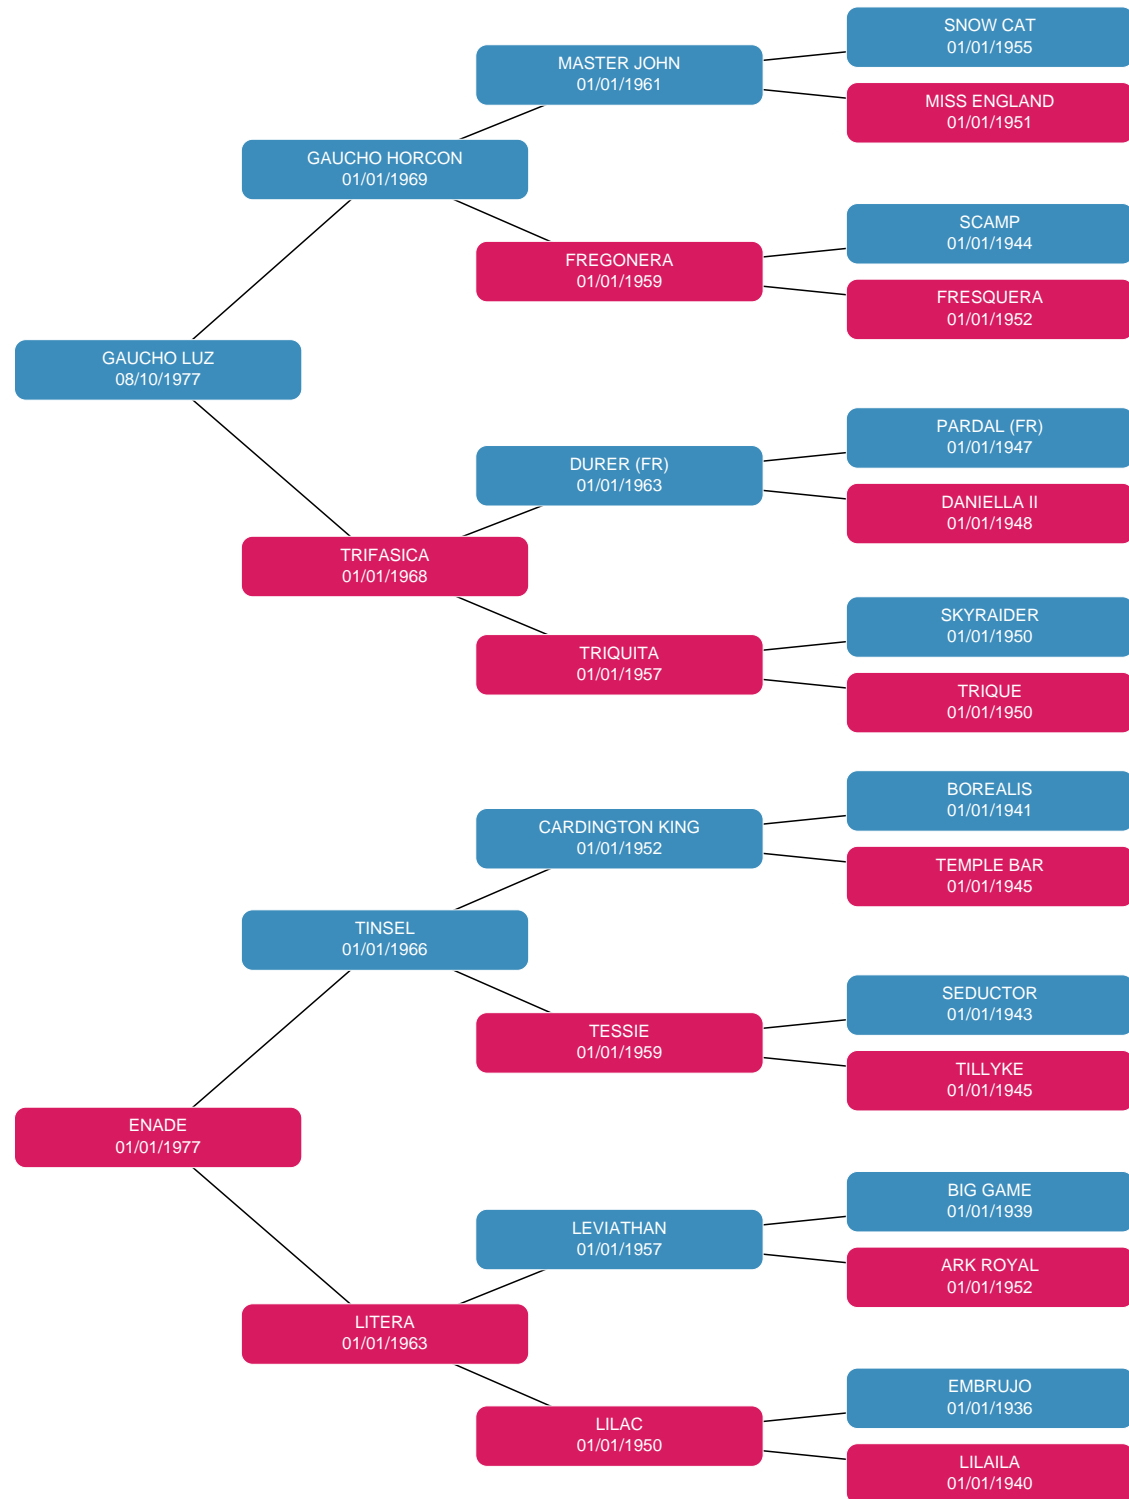 SNOW CAT
01/01/1955
MASTER JOHN
01/01/1961
MISS ENGLAND
01/01/1951
GAUCHO HORCON
01/01/1969
SCAMP
01/01/1944
FREGONERA
01/01/1959
FRESQUERA
01/01/1952
GAUCHO LUZ
08/10/1977
PARDAL (FR)
01/01/1947
DURER (FR)
01/01/1963
DANIELLA II
01/01/1948
TRIFASICA
01/01/1968
SKYRAIDER
01/01/1950
TRIQUITA
01/01/1957
TRIQUE
01/01/1950
BOREALIS
01/01/1941
CARDINGTON KING
01/01/1952
TEMPLE BAR
01/01/1945
TINSEL
01/01/1966
SEDUCTOR
01/01/1943
TESSIE
01/01/1959
TILLYKE
01/01/1945
ENADE
01/01/1977
BIG GAME
01/01/1939
LEVIATHAN
01/01/1957
ARK ROYAL
01/01/1952
LITERA
01/01/1963
EMBRUJO
01/01/1936
LILAC
01/01/1950
LILAILA
01/01/1940